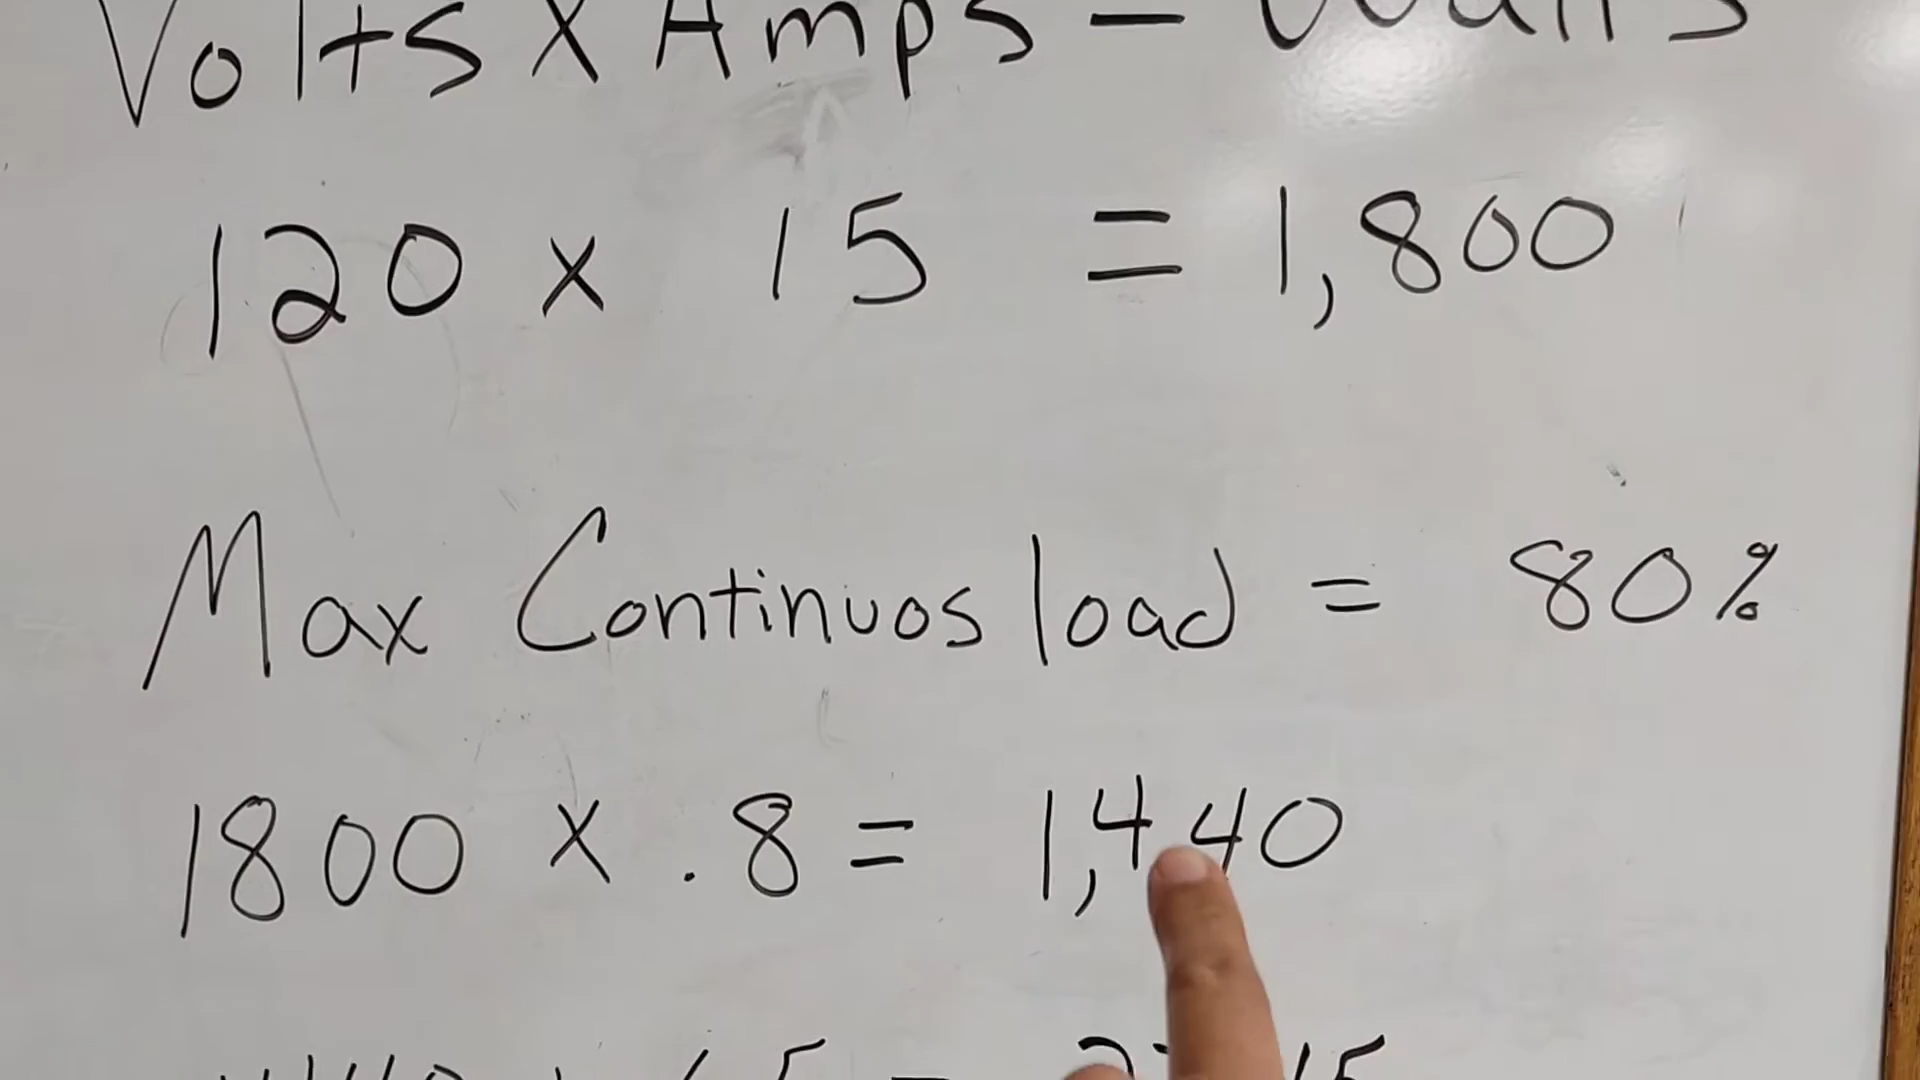 Volts x Amps = Watts
120 x 15 = 1,800
Max Continuos load = 80%
1800 x .8 = 1,440